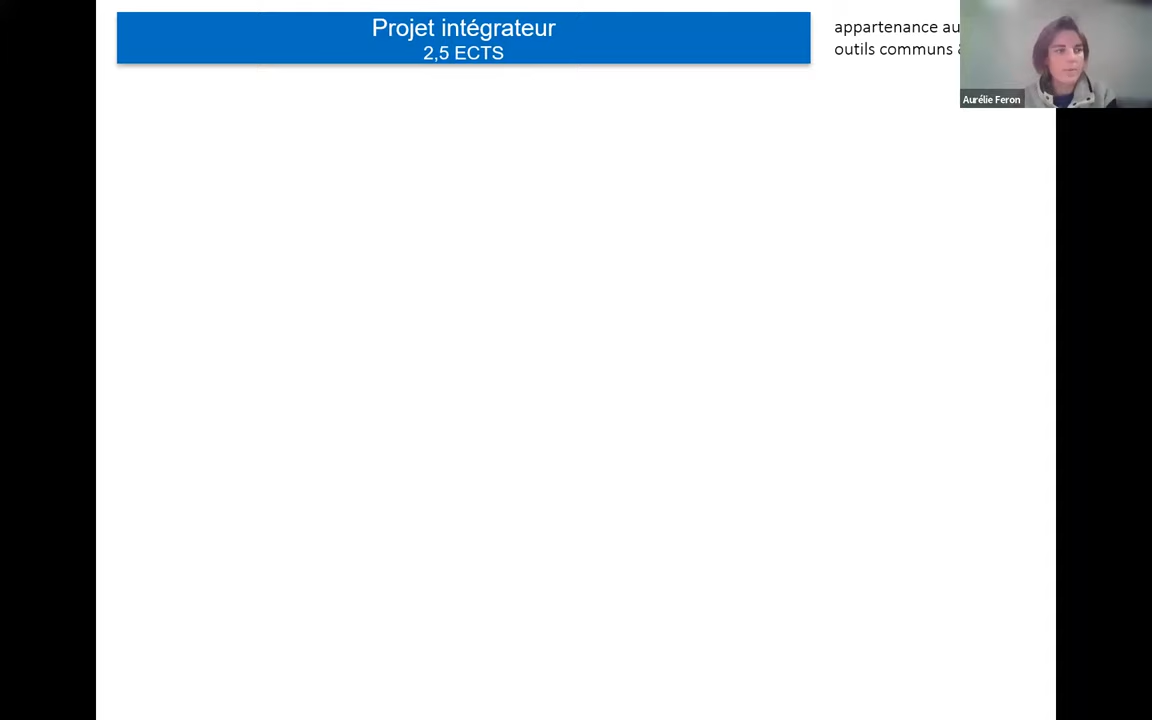 Projet intégrateur
2,5 ECTS
appartenance au
outils communs
Aurélie Feron